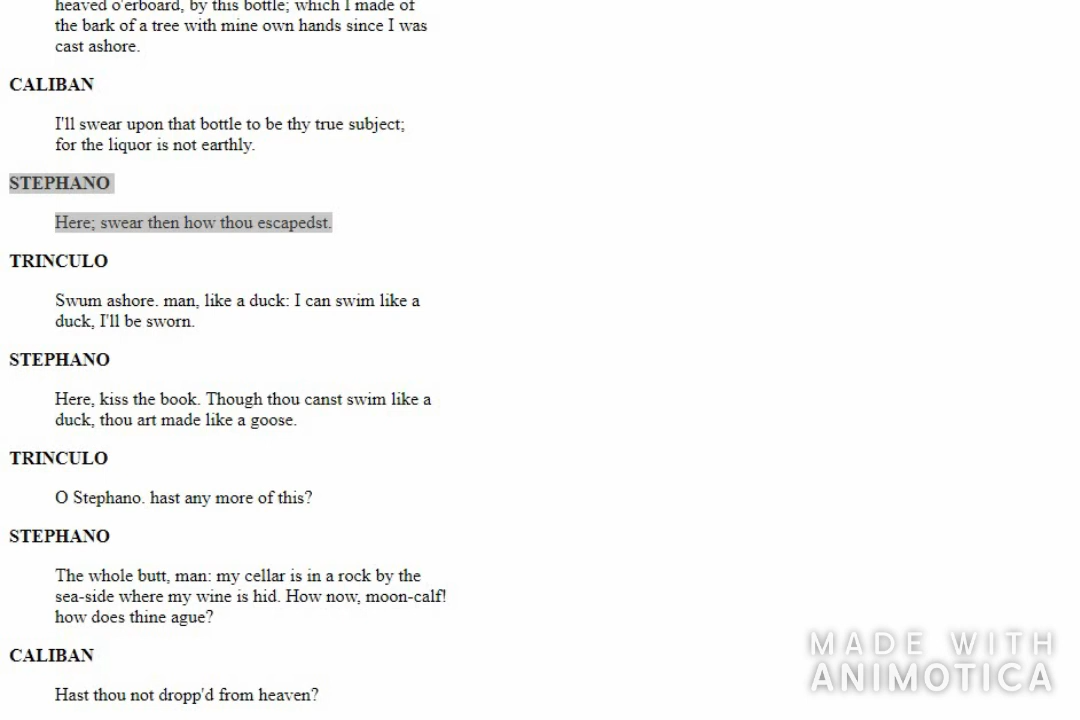 heaved o'erboard, by this bottle; which I made of
the bark of a tree with mine own hands since I was
cast ashore.
CALIBAN
I'll swear upon that bottle to be thy true subject;
for the liquor is not earthly.
STEPHANO
Here; swear then how thou escapedst.
TRINCULO
Swum ashore. man, like a duck: I can swim like a
duck, I'll be sworn.
STEPHANO
Here, kiss the book. Though thou canst swim like a
duck, thou art made like a goose.
TRINCULO
O Stephano. hast any more of this?
STEPHANO
The whole butt, man: my cellar is in a rock by the
sea-side where my wine is hid. How now, moon-calf!
how does thine ague?
CALIBAN
Hast thou not dropp'd from heaven?
MADE WITH
ANIMOTICA